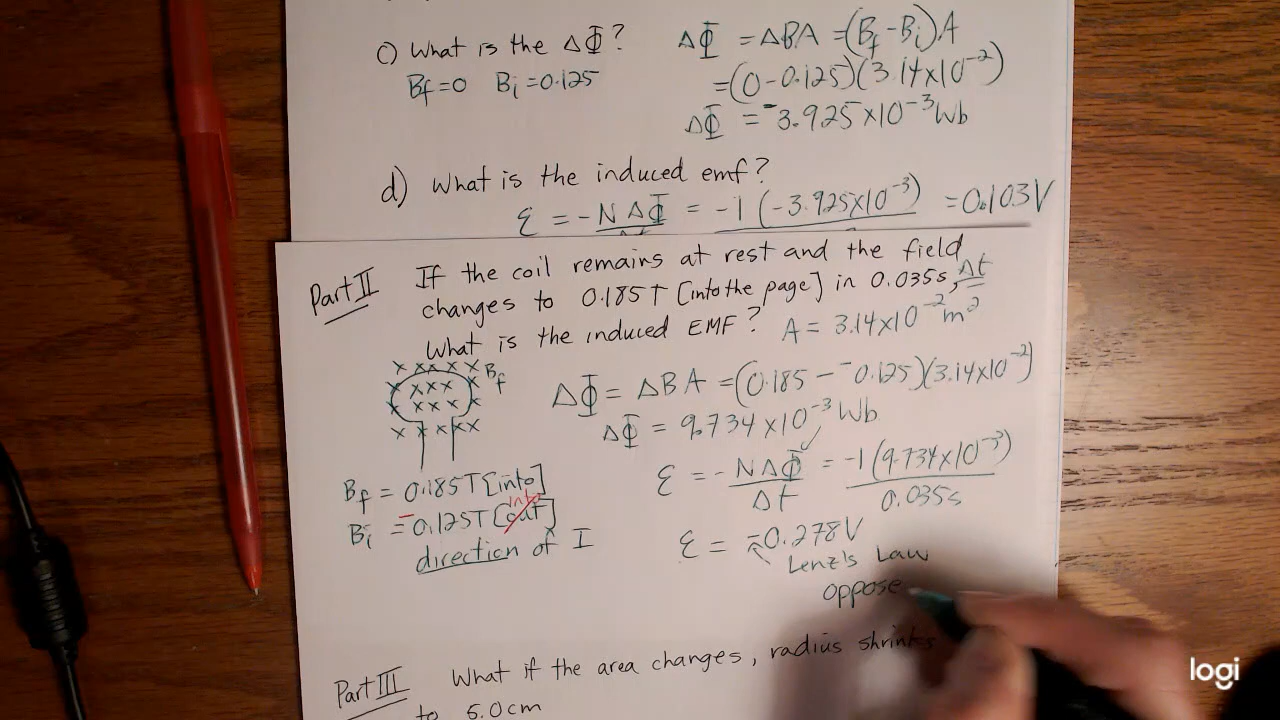 c) What is the ΔΦ? ΔΦ = ΔBA = (Bf - Bi)A
Bf = 0 Bi = 0.125 = (0 - 0.125)(3.14x10⁻²)
ΔΦ = -3.925x10⁻³Wb
d) What is the induced emf?
ε = -NΔΦ = -1 (-3.925x10⁻³) = 0.103V
Part II If the coil remains at rest and the field
changes to 0.185T [into the page] in 0.035s, Δt
What is the induced EMF? A = 3.14x10⁻²m²
x x x x x Bf
x x x x x
x x x x x
x x x x x
ΔΦ = ΔBA = (0.185 - -0.125)(3.14x10⁻²)
ΔΦ = 9.734x10⁻³ Wb
ε = -NΔΦ/Δt = -1(9.734x10⁻³)/0.035s
Bf = 0.185T [into]
Bi = -0.125T [out] into
direction of I
ε = -0.278V
Lenz's Law
oppose
Part III What if the area changes, radius shrinks
to 5.0cm
logi